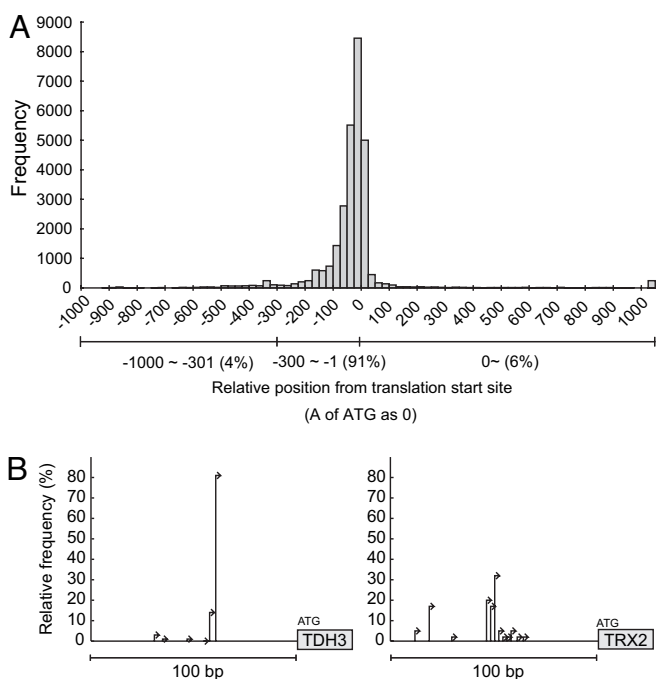 A
Frequency
9000
8000
7000
6000
5000
4000
3000
2000
1000
0
-1000 -900 -800 -700 -600 -500 -400 -300 -200 -100 0 100 200 300 400 500 600 700 800 900 1000
-1000 ~ -301 (4%) -300 ~ -1 (91%) 0~ (6%)
Relative position from translation start site
(A of ATG as 0)
B
Relative frequency (%)
80
70
60
50
40
30
20
10
0
ATG
TDH3
100 bp
80
70
60
50
40
30
20
10
0
ATG
TRX2
100 bp